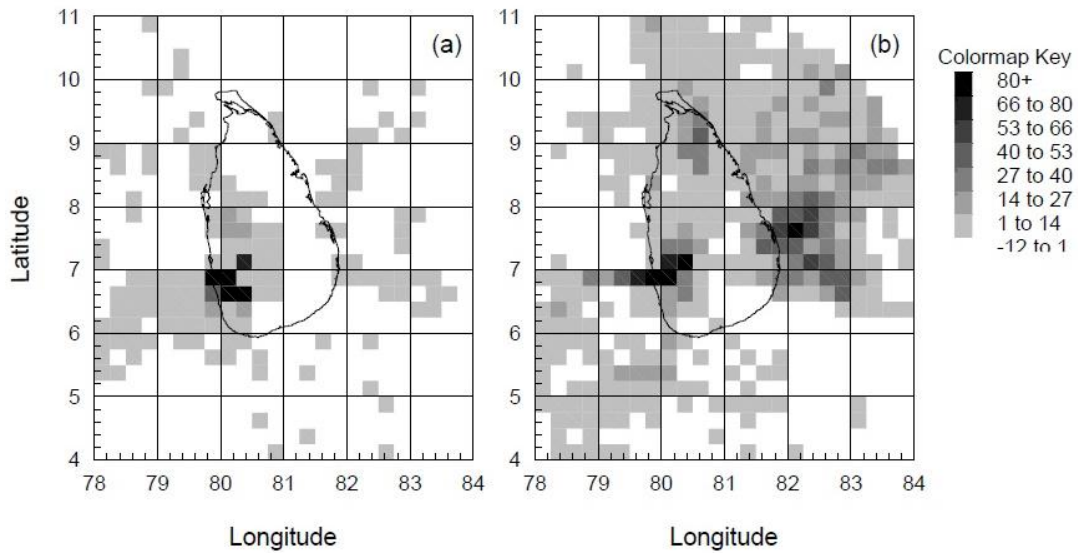 (a)
(b)
Colormap Key
80+
66 to 80
53 to 66
40 to 53
27 to 40
14 to 27
1 to 14
-12 to 1
11
10
9
8
7
6
5
4
Latitude
11
10
9
8
7
6
5
4
78 79 80 81 82 83 84
78 79 80 81 82 83 84
Longitude
Longitude